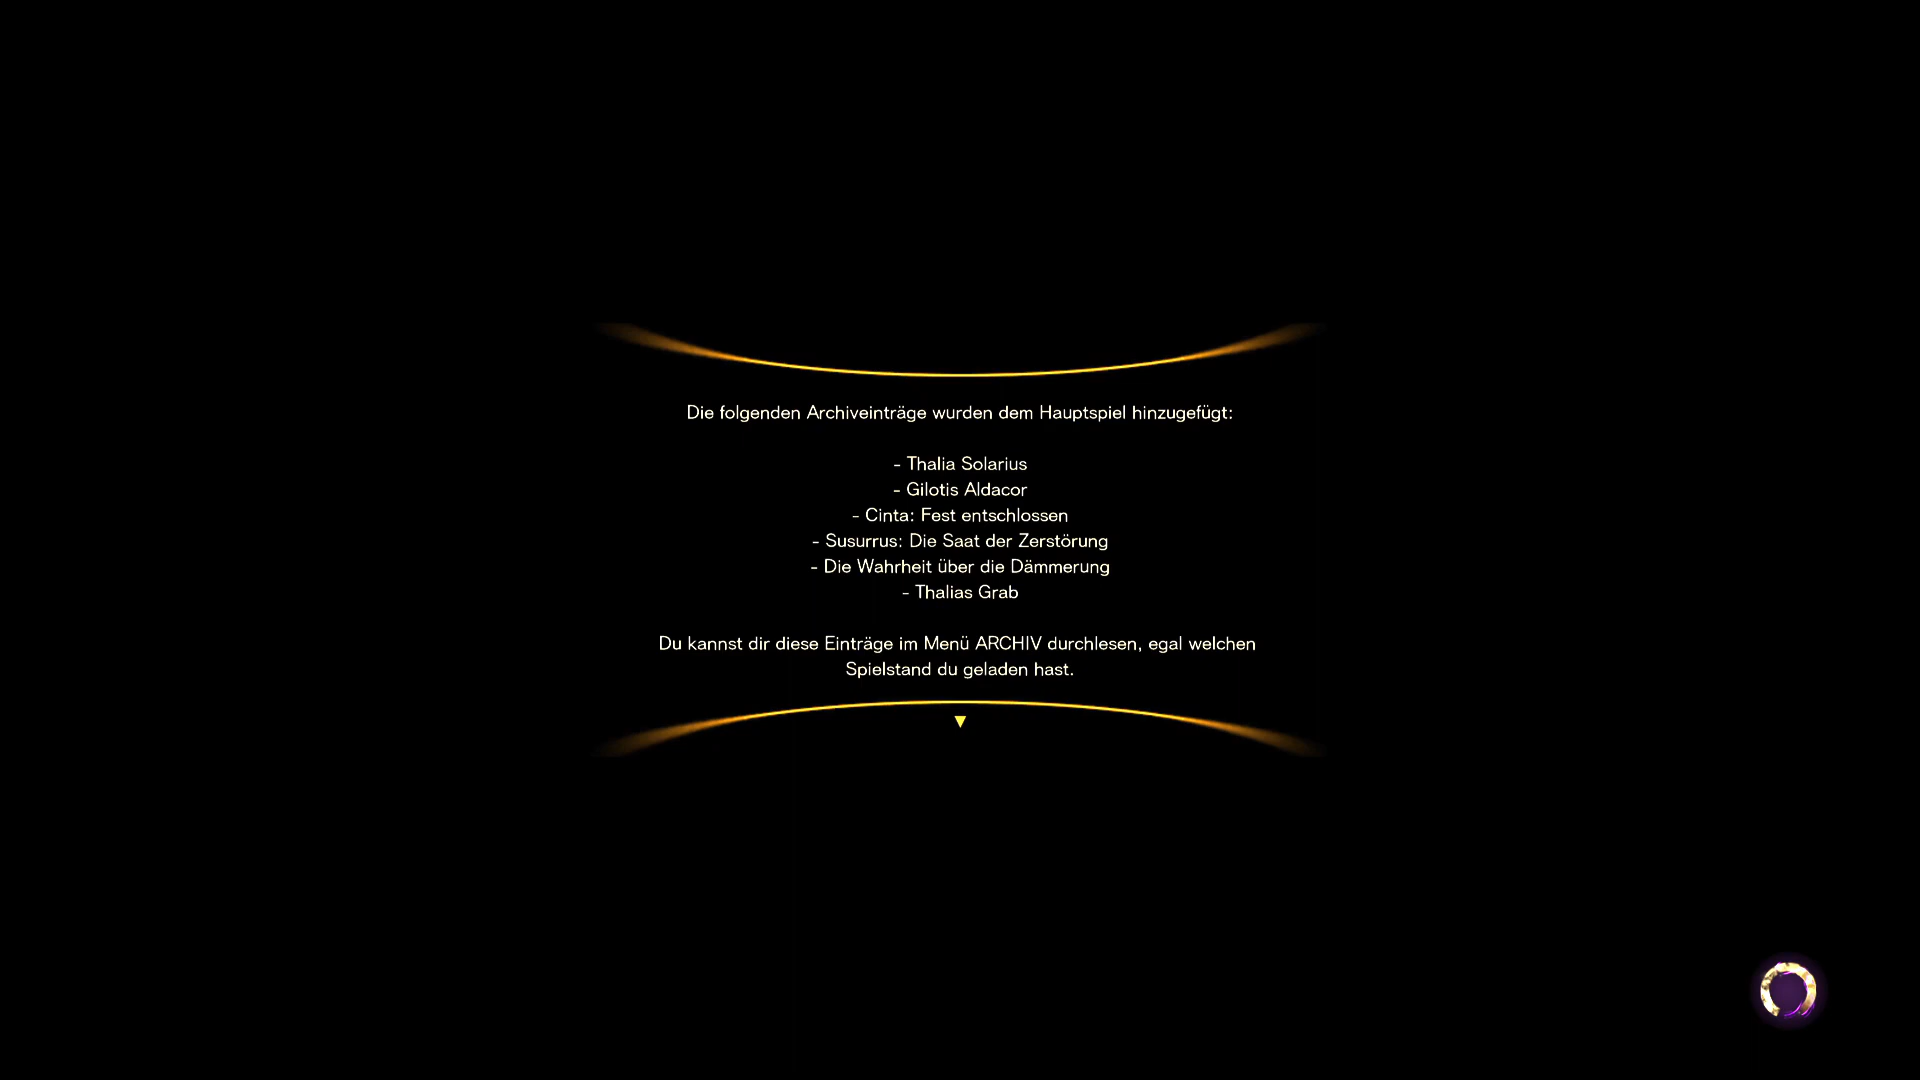 Die folgenden Archiveinträge wurden dem Hauptspiel hinzugefügt:
- Thalia Solarius
- Gilotis Aldacor
- Cinta: Fest entschlossen
- Susurrus: Die Saat der Zerstörung
- Die Wahrheit über die Dämmerung
- Thalias Grab
Du kannst dir diese Einträge im Menü ARCHIV durchlesen, egal welchen
Spielstand du geladen hast.